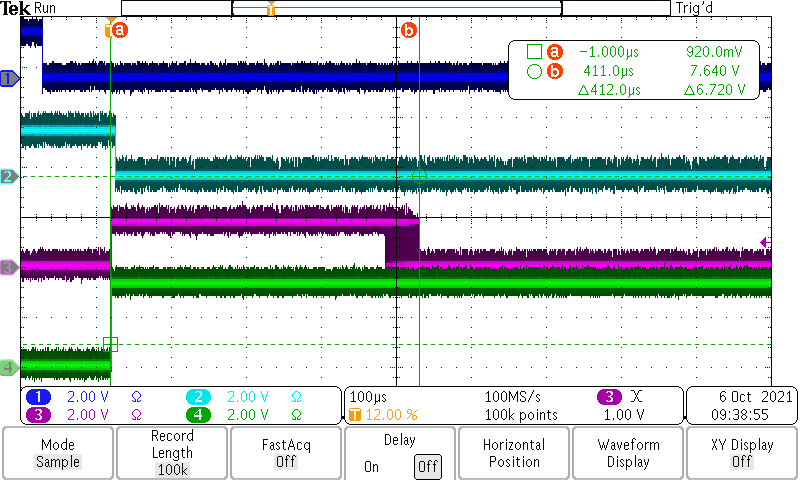 Tek Run Trig'd
T
T a b
a −1.000µs 920.0mV
b 411.0µs 7.640 V
△412.0µs △6.720 V
1
2
3
4
1 2.00 V Ω 2 2.00 V Ω
3 2.00 V Ω 4 2.00 V Ω
100µs 100MS/s 3
T 12.00 % 100k points 1.00 V
6 Oct 2021
09:38:55
Mode
Sample
Record
Length
100k
FastAcq
Off
Delay
On Off
Horizontal
Position
Waveform
Display
XY Display
Off